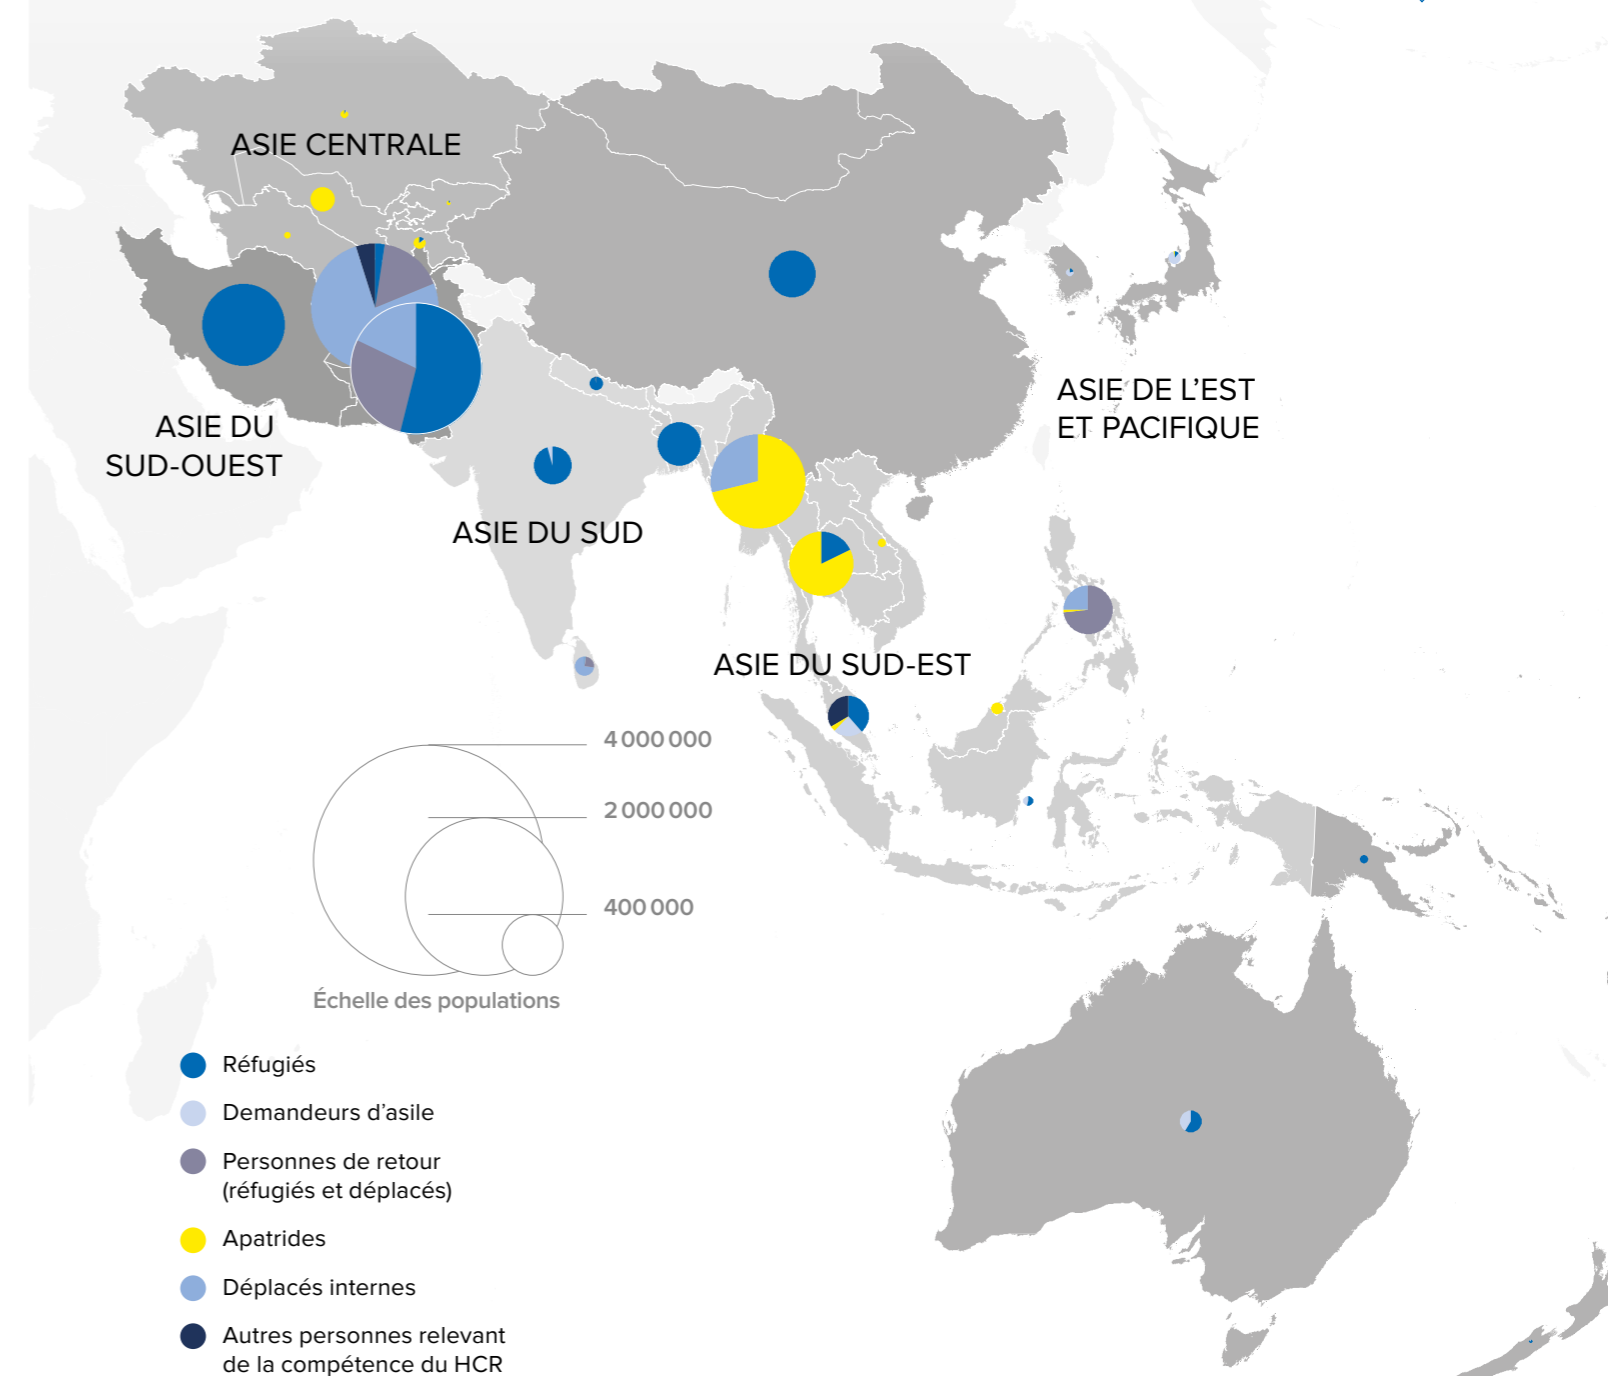 ASIE CENTRALE
ASIE DU
SUD-OUEST
ASIE DE L’EST
ET PACIFIQUE
ASIE DU SUD
ASIE DU SUD-EST
4 000 000
2 000 000
400 000
Échelle des populations
Réfugiés
Demandeurs d’asile
Personnes de retour
(réfugiés et déplacés)
Apatrides
Déplacés internes
Autres personnes relevant
de la compétence du HCR